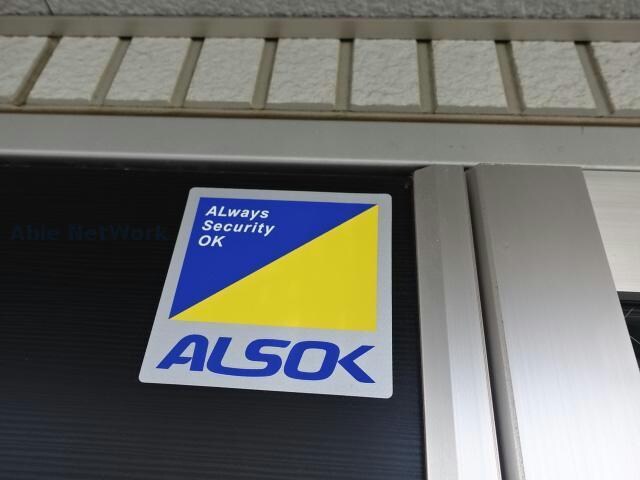 ALways
Security
OK
Able NetWork
ALSOK